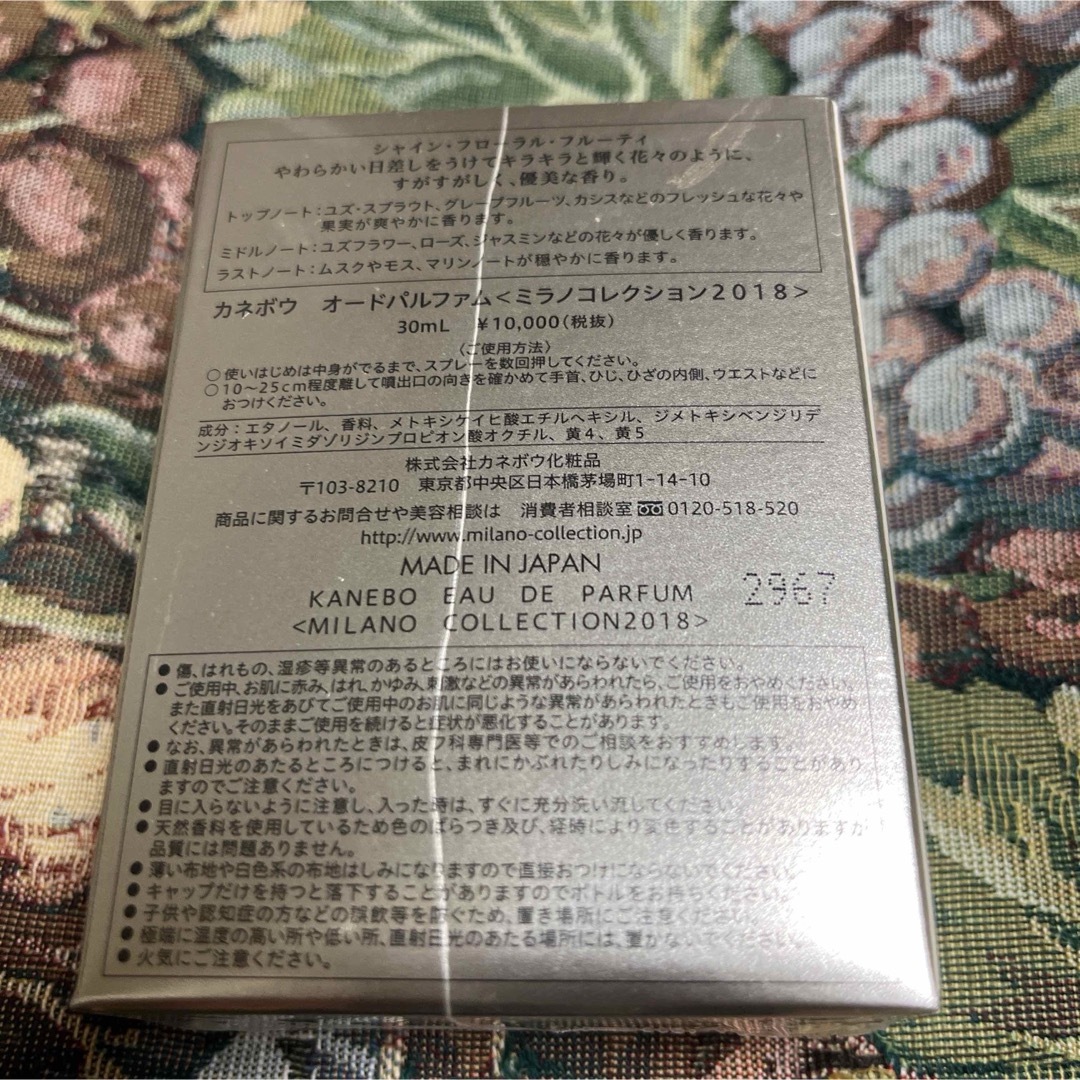 シャイン・フローラル・フルーティ
やわらかい日差しをうけてキラキラと輝く花々のように、
すがすがしく、優美な香り。
トップノート：ユズ・スプラウト、グレープフルーツ、カシスなどのフレッシュな花々や
果実が爽やかに香ります。
ミドルノート：ユズフラワー、ローズ、ジャスミンなどの花々が優しく香ります。
ラストノート：ムスクやモス、マリンノートが穏やかに香ります。
カネボウ　オードパルファム＜ミラノコレクション2018＞
30mL　¥10,000（税抜）
〈ご使用方法〉
○使いはじめは中身がでるまで、スプレーを数回押してください。
○10〜25cm程度離して噴出口の向きを確かめて手首、ひじ、ひざの内側、ウエストなどに
おつけください。
成分：エタノール、香料、メトキシケイヒ酸エチルヘキシル、ジメトキシベンジリデ
ンジオキソイミダゾリジンプロピオン酸オクチル、黄4、黄5
株式会社カネボウ化粧品
〒103-8210　東京都中央区日本橋茅場町1-14-10
商品に関するお問合せや美容相談は　消費者相談室 0120-518-520
http://www.milano-collection.jp
MADE IN JAPAN
2967
KANEBO EAU DE PARFUM
<MILANO COLLECTION2018>
●傷、はれもの、湿疹等異常のあるところにはお使いにならないでください。
●ご使用中、お肌に赤み、はれ、かゆみ、刺激などの異常があらわれたら、ご使用をおやめください。
また直射日光をあびてご使用中のお肌に同じような異常があらわれたときもご使用をおやめ
ください。そのままご使用を続けると症状が悪化することがあります。
●なお、異常があらわれたときは、皮フ科専門医等でのご相談をおすすめします。
●直射日光のあたるところにつけると、まれにかぶれたりしみになったりすることがあり
ますのでご注意ください。
●目に入らないように注意し、入った時は、すぐに充分洗い流してください。
●天然香料を使用しているため色のばらつき及び、経時により変色することがありますが
品質には問題ありません。
●薄い布地や白色系の布地はしみになりますので直接おつけにならないでください。
●キャップだけを持つと落下することがありますのでボトルをお持ちください。
●子供や認知症の方などの誤飲等を防ぐため、置き場所にご注意ください。
●極端に温度の高い所や低い所、直射日光のあたる場所には、置かないでください。
●火気にご注意ください。